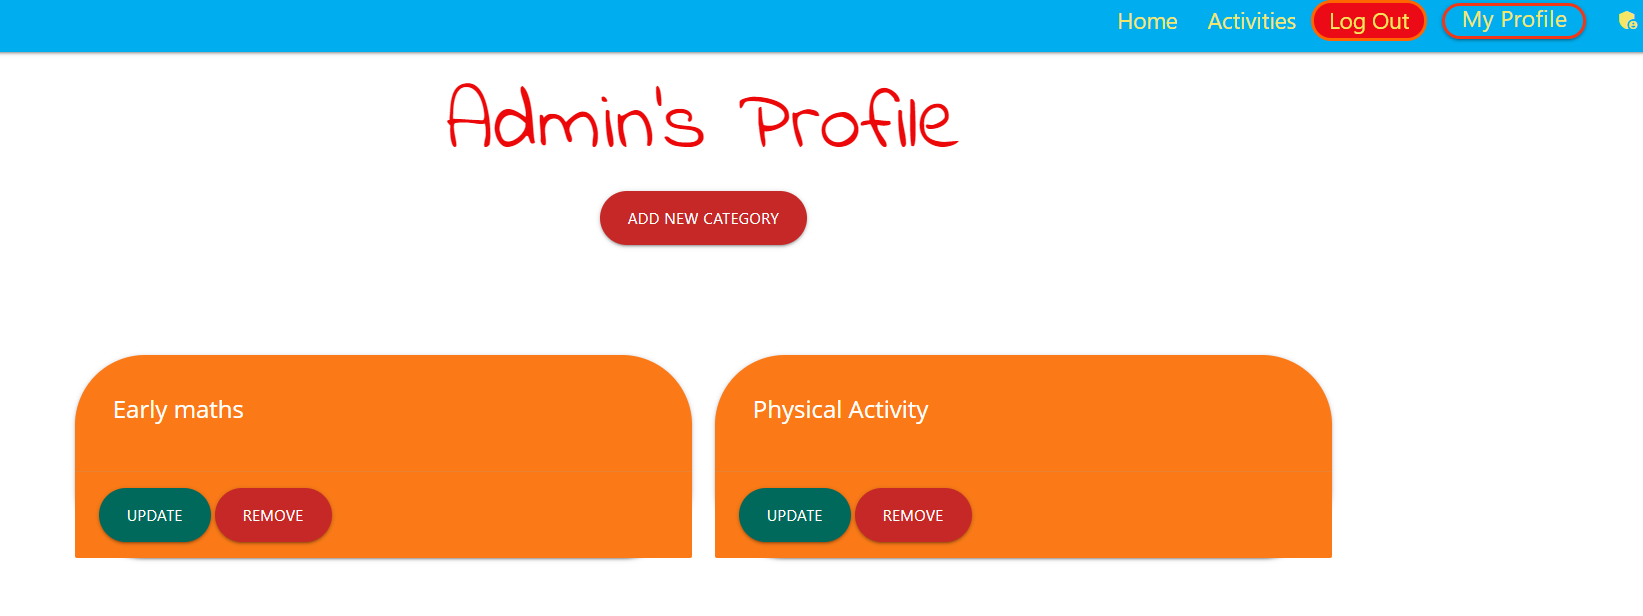 Home Activities Log Out My Profile
Admin's Profile
ADD NEW CATEGORY
Early maths
UPDATE REMOVE
Physical Activity
UPDATE REMOVE